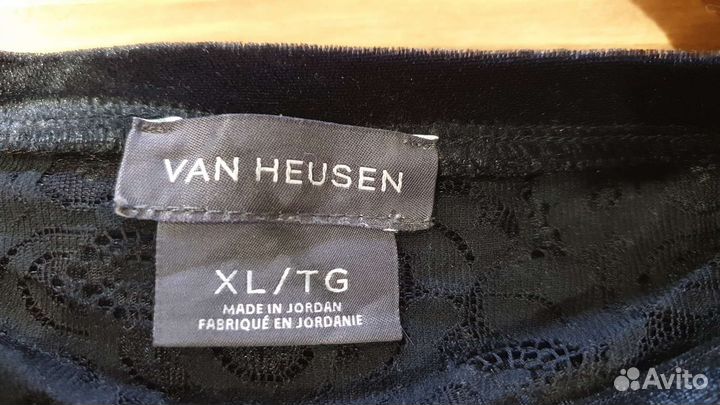 VAN HEUSEN
XL/TG
MADE IN JORDAN
FABRIQUÉ EN JORDANIE
Avito